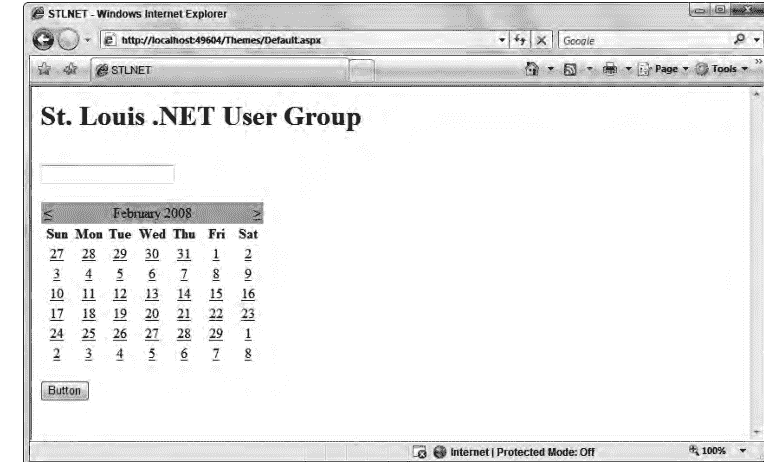 STLNET - Windows Internet Explorer
http://localhost:49604/Themes/Default.aspx
Google
STLNET
Page
Tools
St. Louis .NET User Group
< February 2008 >
Sun Mon Tue Wed Thu Fri Sat
27 28 29 30 31 1 2
3 4 5 6 7 8 9
10 11 12 13 14 15 16
17 18 19 20 21 22 23
24 25 26 27 28 29 1
2 3 4 5 6 7 8
Button
Internet | Protected Mode: Off
100%